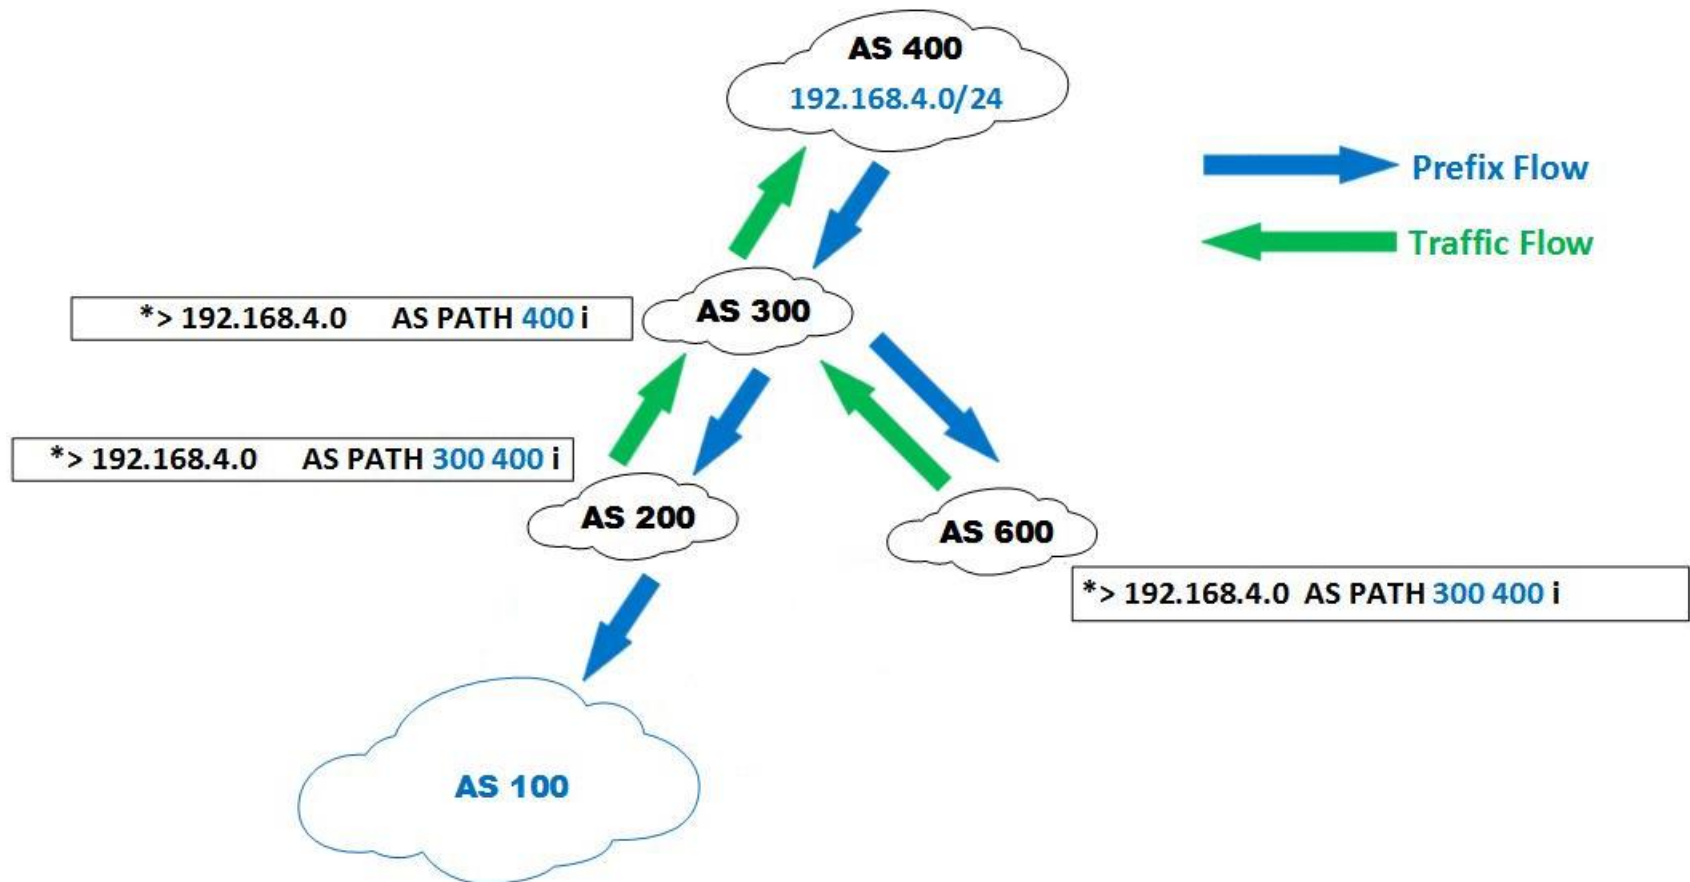 AS 400
192.168.4.0/24
Prefix Flow
Traffic Flow
*> 192.168.4.0 AS PATH 400 i
AS 300
*> 192.168.4.0 AS PATH 300 400 i
AS 200
AS 600
*> 192.168.4.0 AS PATH 300 400 i
AS 100